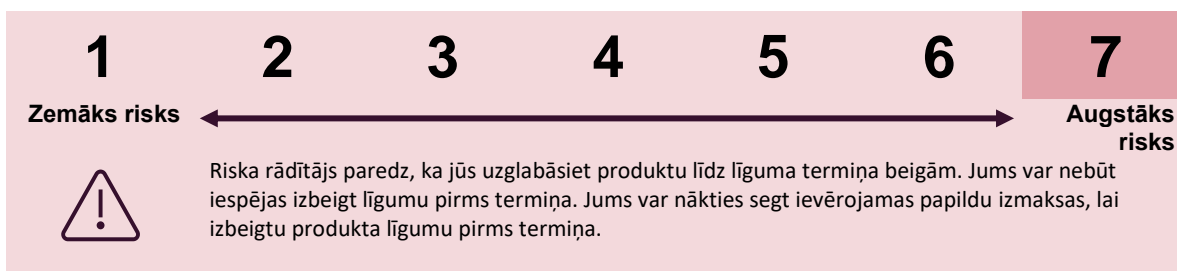 1 2 3 4 5 6 7
Zemāks risks
Augstāks
risks
Riska rādītājs paredz, ka jūs uzglabāsiet produktu līdz līguma termiņa beigām. Jums var nebūt
iespējas izbeigt līgumu pirms termiņa. Jums var nākties segt ievērojamas papildu izmaksas, lai
izbeigtu produkta līgumu pirms termiņa.